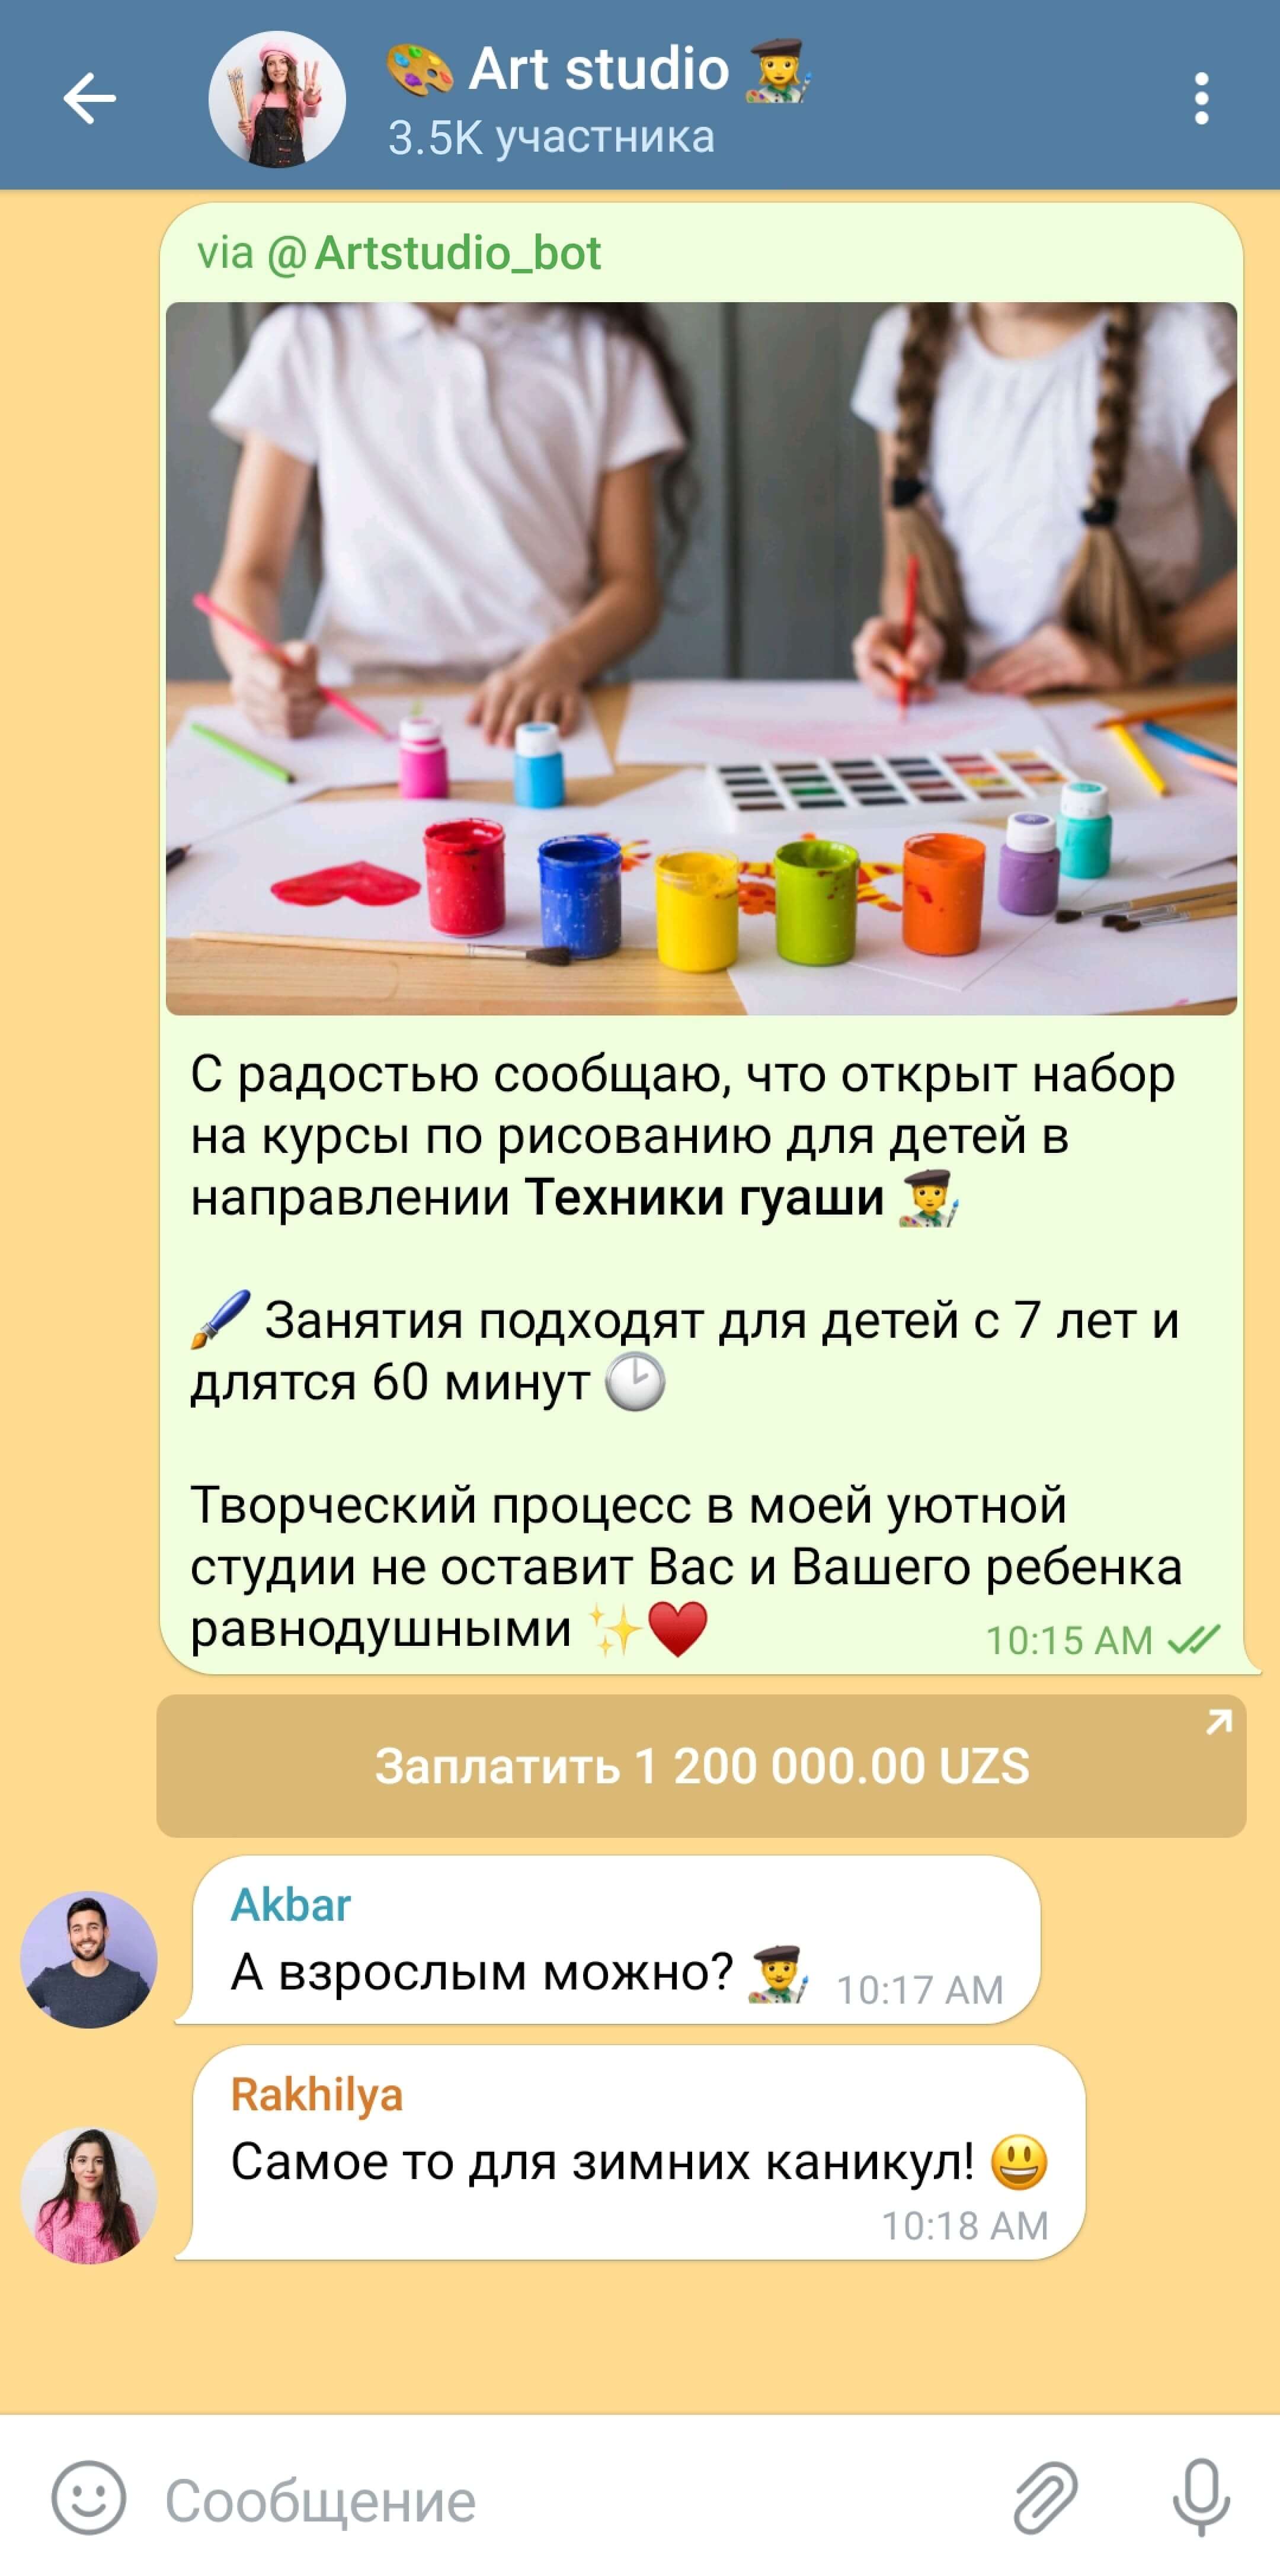 🎨 Art studio 👩‍🎨
3.5K участника
via @Artstudio_bot
С радостью сообщаю, что открыт набор
на курсы по рисованию для детей в
направлении Техники гуаши 🧑‍🎨
🖌️ Занятия подходят для детей с 7 лет и
длятся 60 минут 🕑
Творческий процесс в моей уютной
студии не оставит Вас и Вашего ребенка
равнодушными ✨♥️ 10:15 AM
Заплатить 1 200 000.00 UZS
Akbar
А взрослым можно? 👨‍🎨 10:17 AM
Rakhilya
Самое то для зимних каникул! 😃
10:18 AM
Сообщение